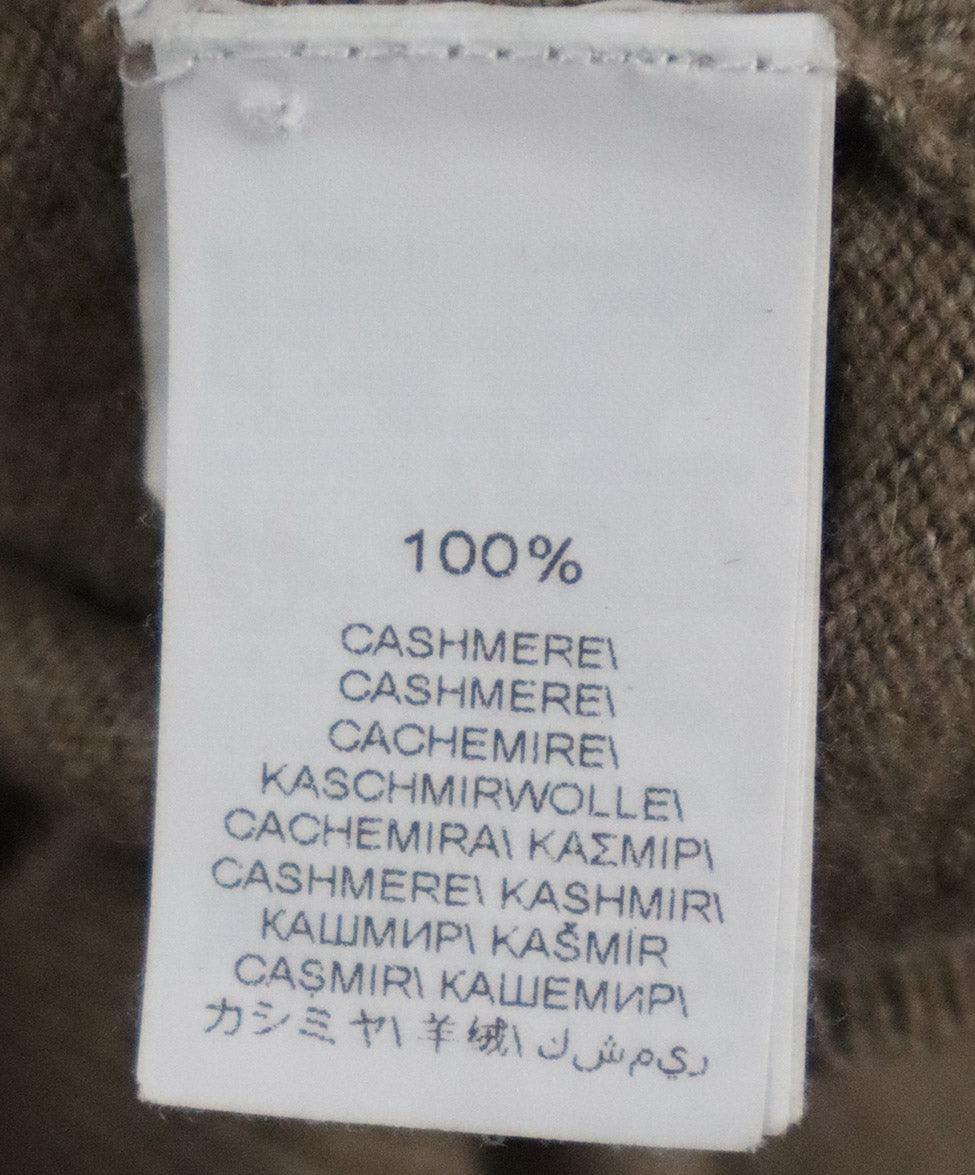 100%
CASHMERE\
CASHMERE\
CACHEMIRE\
KASCHMIRWOLLE\
CACHEMIRA\ ΚΑΣΜΙΡ\
CASHMERE\ KASHMIR\
КАШМИР\ KAŠMIR
CAŞMIR\ КАШЕМИР\
カシミヤ\ 羊绒\ ك ش م ي ر